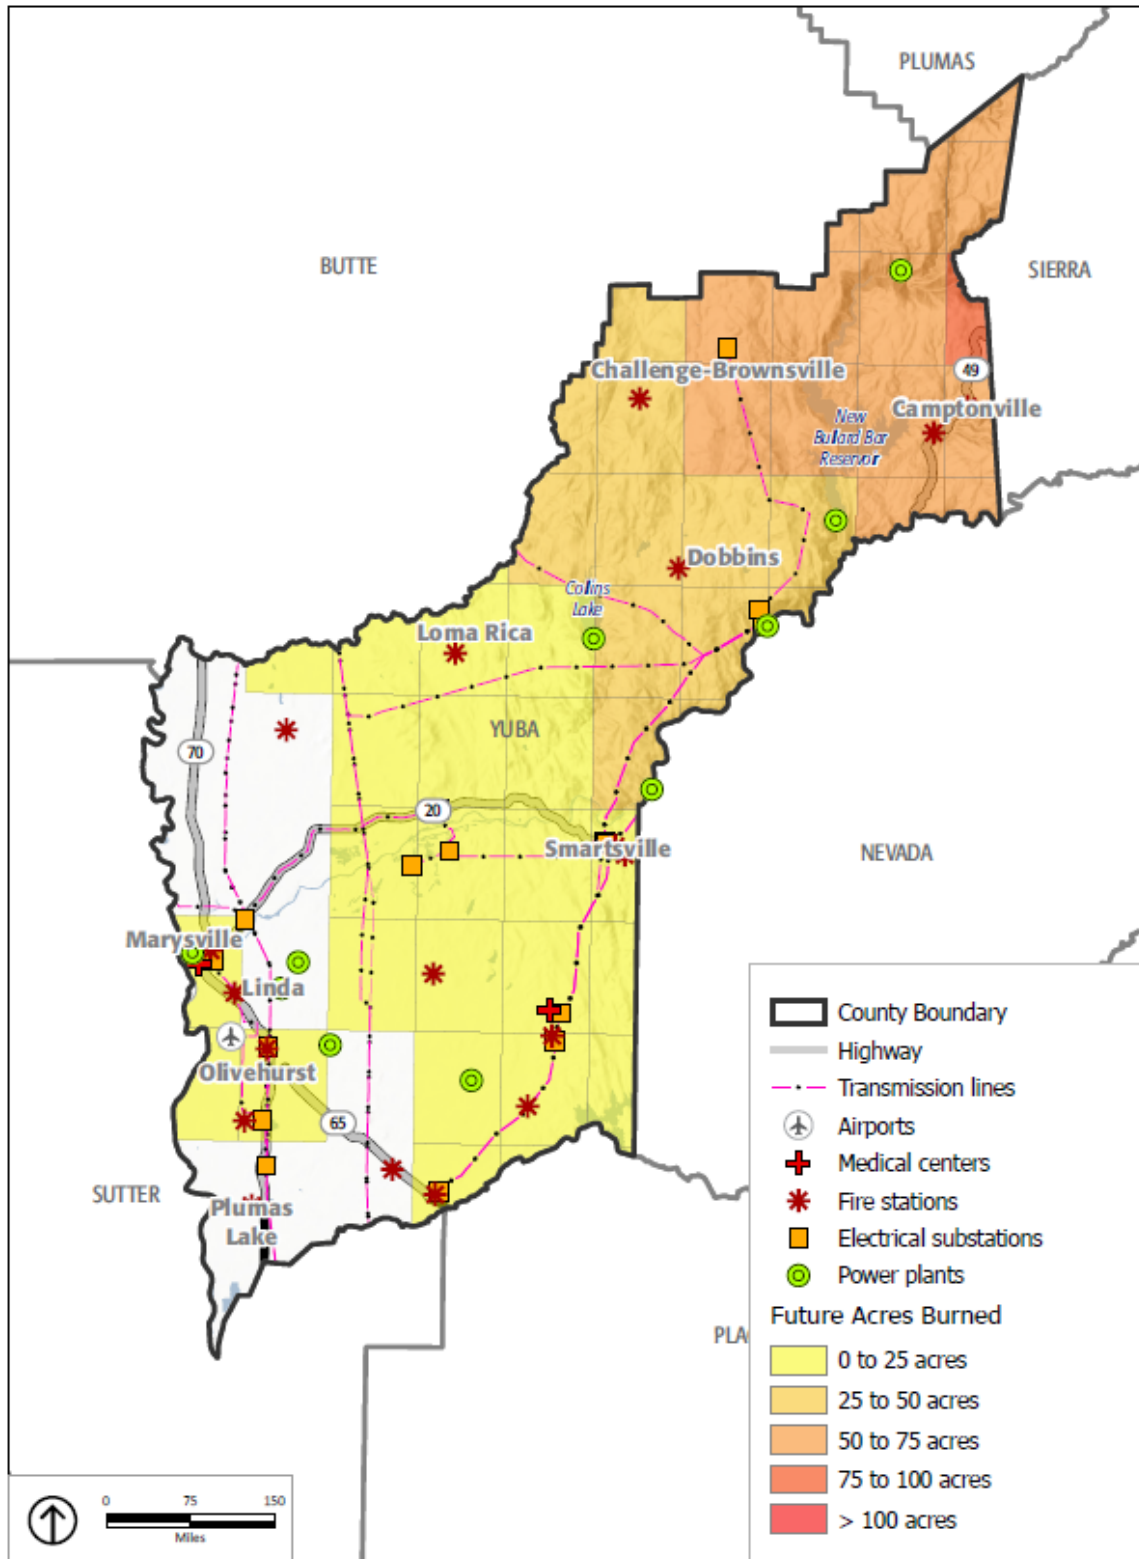 PLUMAS
BUTTE
SIERRA
Challenge-Brownsville
49
Camptonville
New
Bullard Bar
Reservoir
Dobbins
Collins
Lake
Loma Rica
YUBA
70
20
Smartsville
NEVADA
Marysville
Linda
Olivehurst
65
SUTTER
Plumas
Lake
PLA
County Boundary
Highway
Transmission lines
Airports
Medical centers
Fire stations
Electrical substations
Power plants
Future Acres Burned
0 to 25 acres
25 to 50 acres
50 to 75 acres
75 to 100 acres
> 100 acres
0 75 150
Miles